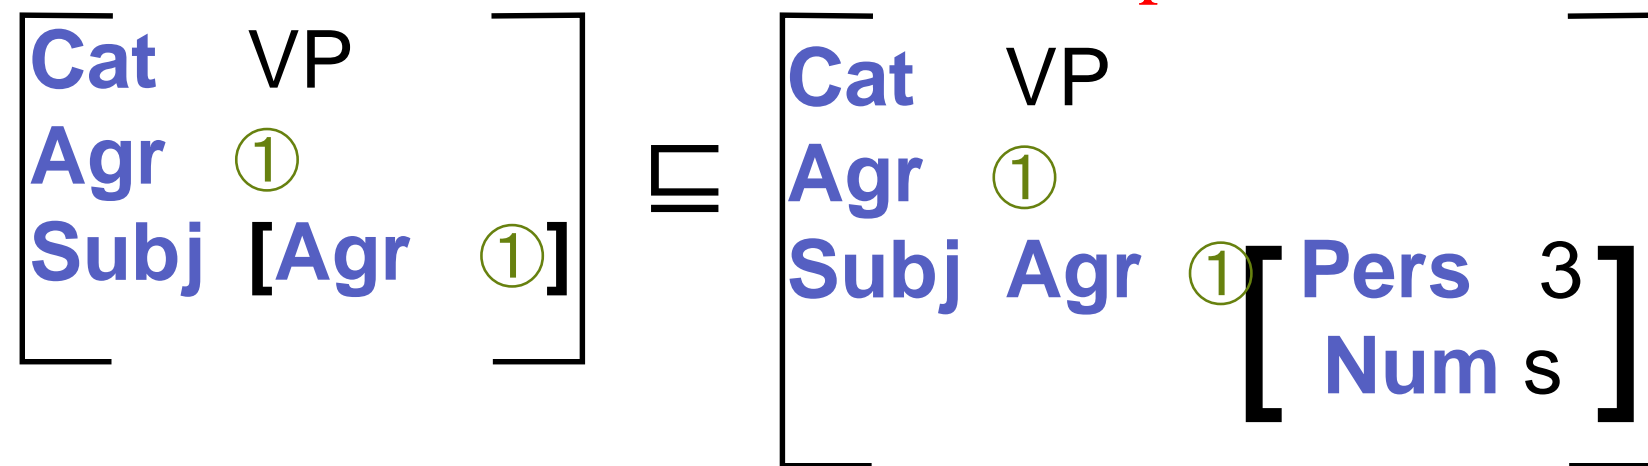 Cat VP
Agr ①
Subj [Agr ①]
⊑
Cat VP
Agr ①
Subj Agr ① [Pers 3
Num s]